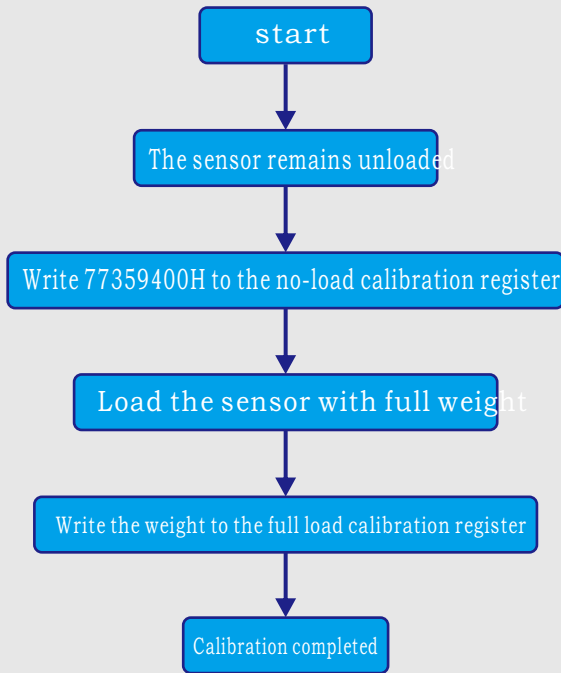 start
The sensor remains unloaded
Write 77359400H to the no-load calibration register
Load the sensor with full weight
Write the weight to the full load calibration register
Calibration completed